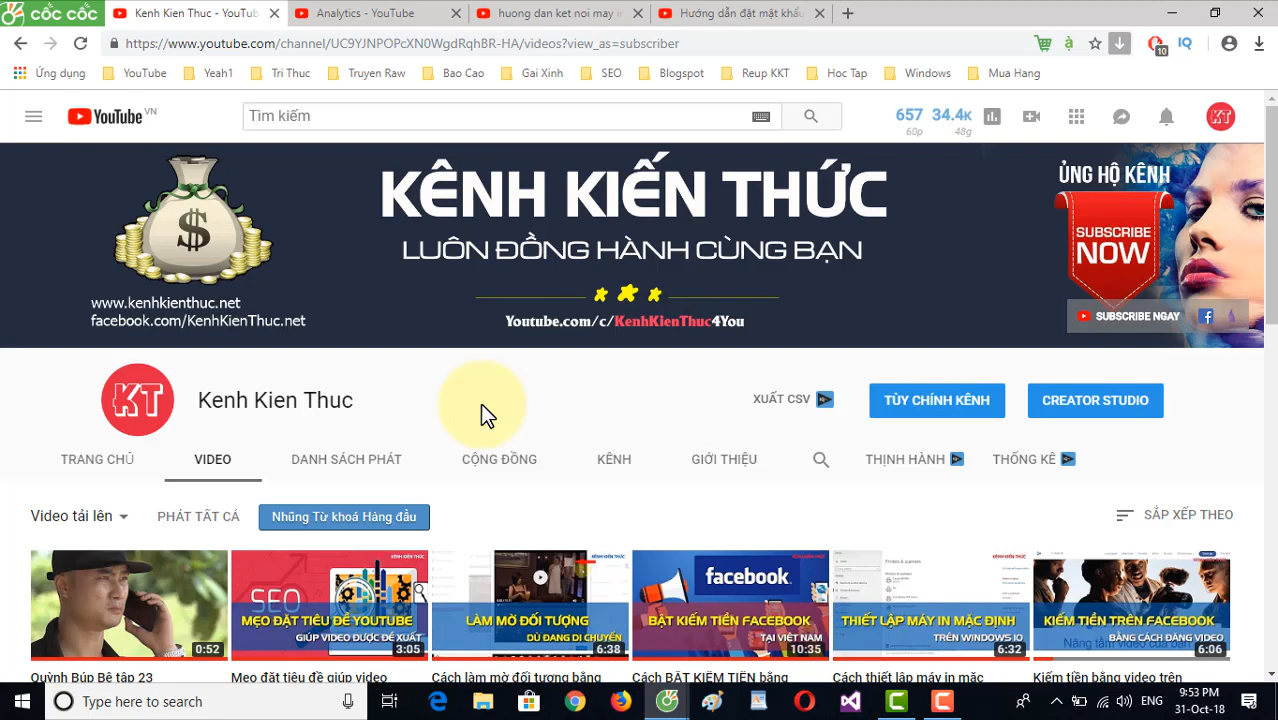 cốc cốc
Kenh Kien Thuc - YouTube
Analytics - YouTube
huong dan ket noi may i
Hướng dẫn đặt mật khẩu
https://www.youtube.com/channel/UC9YJNPOPcXN0WgdRqhBR-HA/videos?view_as=subscriber
10
IQ
Ứng dụng
YouTube
Yeah1
Tri Thuc
Truyen Raw
Bao Cao
Gai Xinh
SEO
Blogspot
Reup KKT
Hoc Tap
Windows
Mua Hang
YouTube VN
Tìm kiếm
657 34.4K
60p 48g
KT
KÊNH KIẾN THỨC
LUÔN ĐỒNG HÀNH CÙNG BẠN
www.kenhkienthuc.net
facebook.com/KenhKienThuc.net
Youtube.com/c/KenhKienThuc4You
ỦNG HỘ KÊNH
SUBSCRIBE
NOW
SUBSCRIBE NGAY
KT
Kenh Kien Thuc
XUẤT CSV
TÙY CHỈNH KÊNH
CREATOR STUDIO
TRANG CHỦ
VIDEO
DANH SÁCH PHÁT
CỘNG ĐỒNG
KÊNH
GIỚI THIỆU
THỊNH HÀNH
THỐNG KÊ
Video tải lên
PHÁT TẤT CẢ
Những Từ khoá Hàng đầu
SẮP XẾP THEO
0:52
SEO
MẸO ĐẶT TIÊU ĐỀ YOUTUBE
GIÚP VIDEO ĐƯỢC ĐỀ XUẤT
3:05
LÀM MỜ ĐỐI TƯỢNG
DÙ ĐANG DI CHUYỂN
6:38
facebook
BẬT KIẾM TIỀN FACEBOOK
TẠI VIỆT NAM
10:35
THIẾT LẬP MÁY IN MẶC ĐỊNH
TRÊN WINDOWS 10
6:32
KIẾM TIỀN TRÊN FACEBOOK
BẰNG CÁCH ĐĂNG VIDEO
6:06
Quỳnh Búp Bê tập 23
Mẹo đặt tiêu đề giúp video
Cách làm mờ đối tượng bằng
Cách BẬT KIẾM TIỀN bằng
Cách thiết lập máy in mặc
Kiếm tiền bằng video trên
Type here to search
ENG
9:53 PM
31-Oct-18